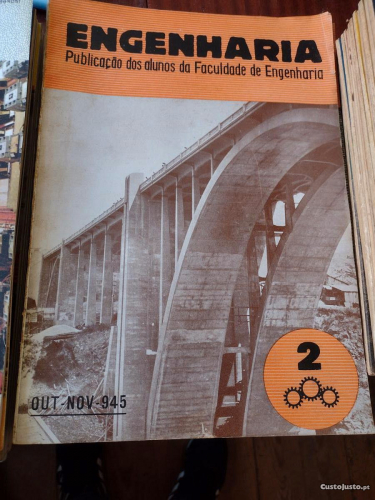 ENGENHARIA
Publicação dos alunos da Faculdade de Engenharia
2
OUT-NOV-945
CustoJusto.pt